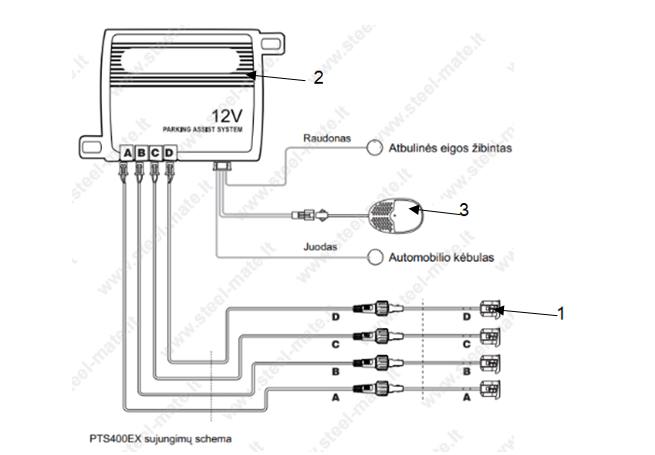 2
12V
PARKING ASSIST SYSTEM
A B C D
Raudonas
Atbulinės eigos žibintas
3
Juodas
Automobilio kėbulas
1
D D
C C
B B
A A
PTS400EX sujungimų schema
www.steel-mate.lt